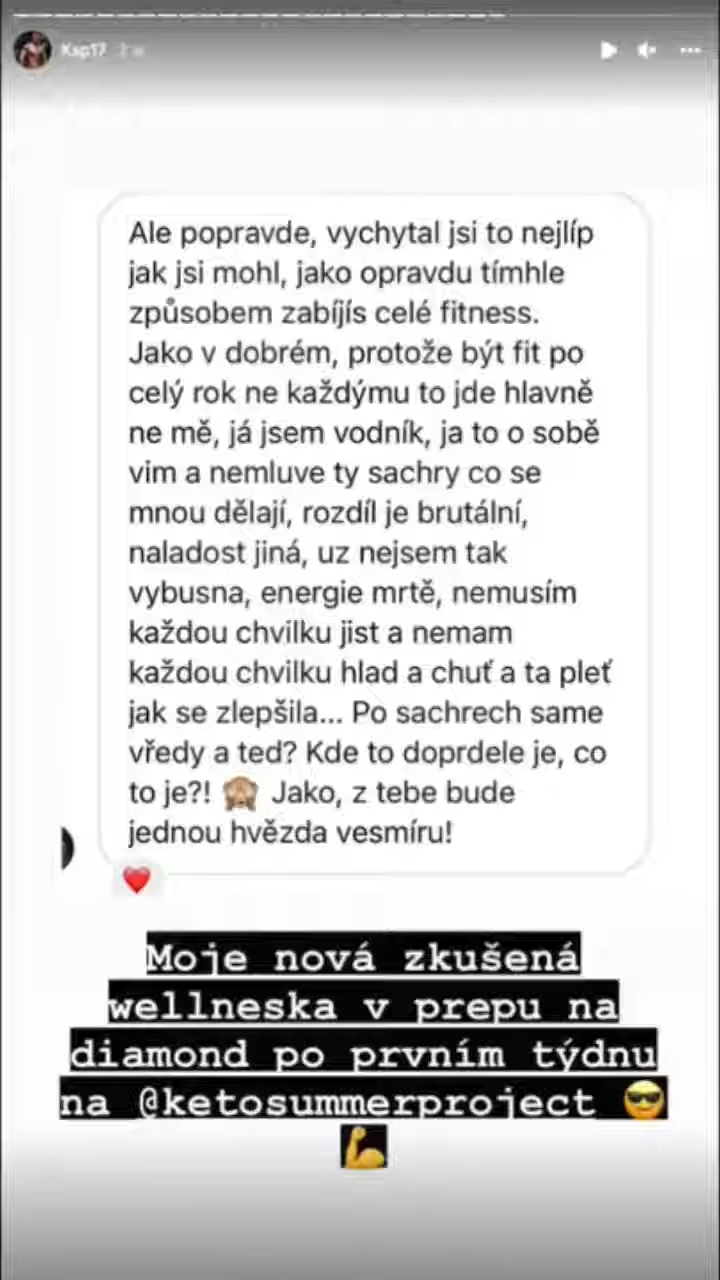 Ksp17
Ale popravde, vychytal jsi to nejlíp
jak jsi mohl, jako opravdu tímhle
způsobem zabíjís celé fitness.
Jako v dobrém, protože být fit po
celý rok ne každýmu to jde hlavně
ne mě, já jsem vodník, ja to o sobě
vim a nemluve ty sachry co se
mnou dělají, rozdíl je brutální,
naladost jiná, uz nejsem tak
vybusna, energie mrtě, nemusím
každou chvilku jist a nemam
každou chvilku hlad a chuť a ta pleť
jak se zlepšila... Po sachrech same
vředy a ted? Kde to doprdele je, co
to je?! 🙈 Jako, z tebe bude
jednou hvězda vesmíru!
❤️
Moje nová zkušená
wellneska v prepu na
diamond po prvním týdnu
na @ketosummerproject 😎
💪